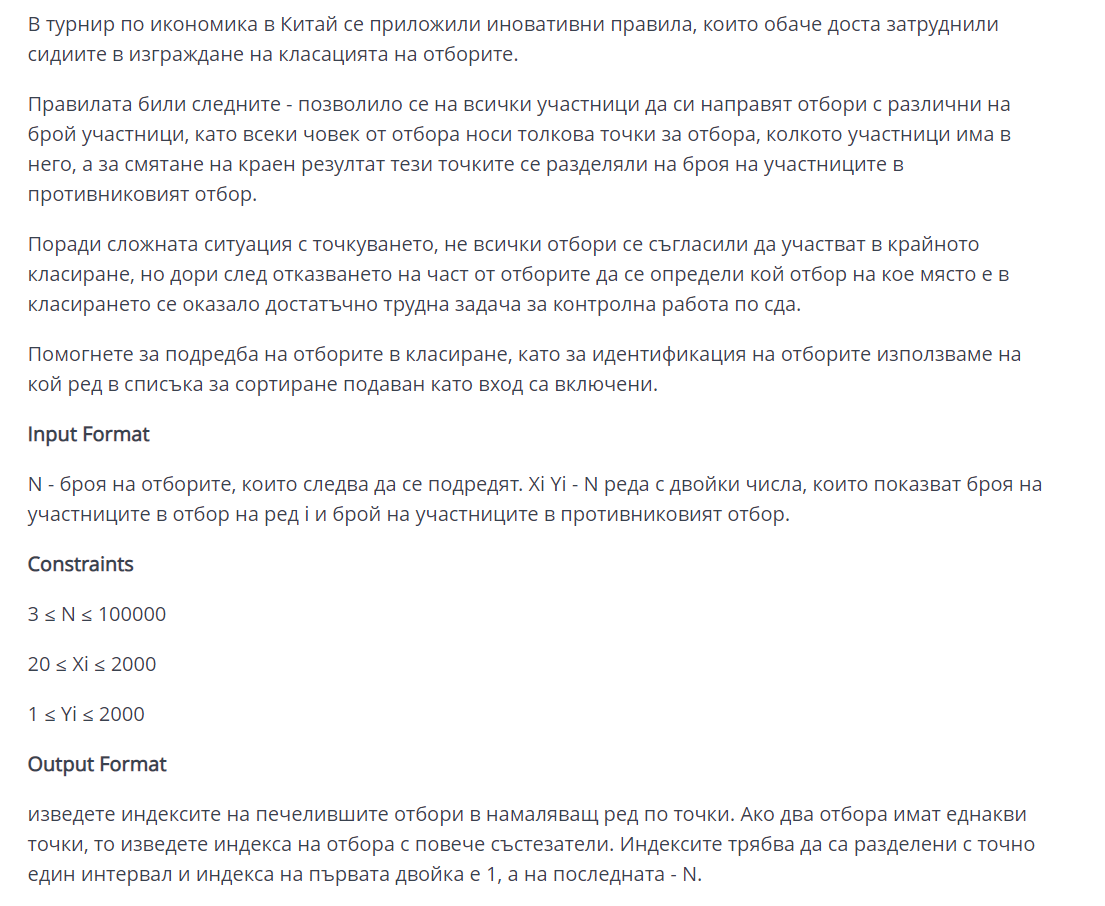 В турнир по икономика в Китай се приложили иновативни правила, които обаче доста затруднили
сидиите в изграждане на класацията на отборите.
Правилата били следните - позволило се на всички участници да си направят отбори с различни на
брой участници, като всеки човек от отбора носи толкова точки за отбора, колкото участници има в
него, а за смятане на краен резултат тези точките се разделяли на броя на участниците в
противниковият отбор.
Поради сложната ситуация с точкуването, не всички отбори се съгласили да участват в крайното
класиране, но дори след отказването на част от отборите да се определи кой отбор на кое място е в
класирането се оказало достатъчно трудна задача за контролна работа по сда.
Помогнете за подредба на отборите в класиране, като за идентификация на отборите използваме на
кой ред в списъка за сортиране подаван като вход са включени.
Input Format
N - броя на отборите, които следва да се подредят. Xi Yi - N реда с двойки числа, които показват броя на
участниците в отбор на ред i и брой на участниците в противниковият отбор.
Constraints
3 ≤ N ≤ 100000
20 ≤ Xi ≤ 2000
1 ≤ Yi ≤ 2000
Output Format
изведете индексите на печелившите отбори в намаляващ ред по точки. Ако два отбора имат еднакви
точки, то изведете индекса на отбора с повече състезатели. Индексите трябва да са разделени с точно
един интервал и индекса на първата двойка е 1, а на последната - N.